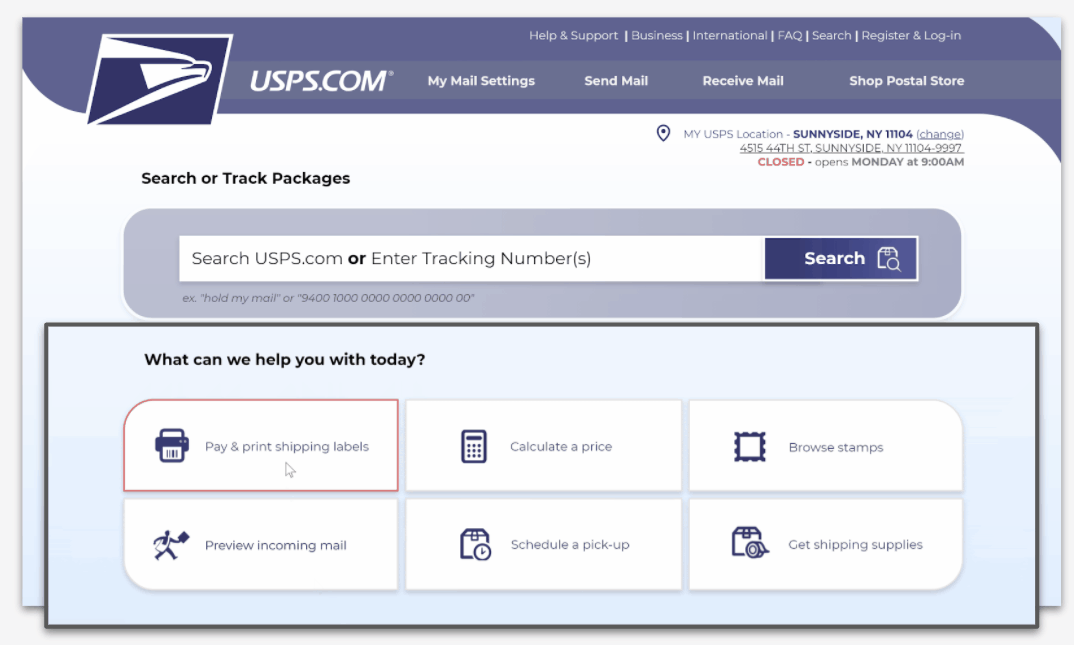 Help & Support | Business | International | FAQ | Search | Register & Log-in
USPS.COM®
My Mail Settings
Send Mail
Receive Mail
Shop Postal Store
MY USPS Location - SUNNYSIDE, NY 11104 (change)
4515 44TH ST. SUNNYSIDE, NY 11104-9997
CLOSED - opens MONDAY at 9:00AM
Search or Track Packages
Search USPS.com or Enter Tracking Number(s)
Search
ex. "hold my mail" or "9400 1000 0000 0000 0000 00"
What can we help you with today?
Pay & print shipping labels
Calculate a price
Browse stamps
Preview incoming mail
Schedule a pick-up
Get shipping supplies